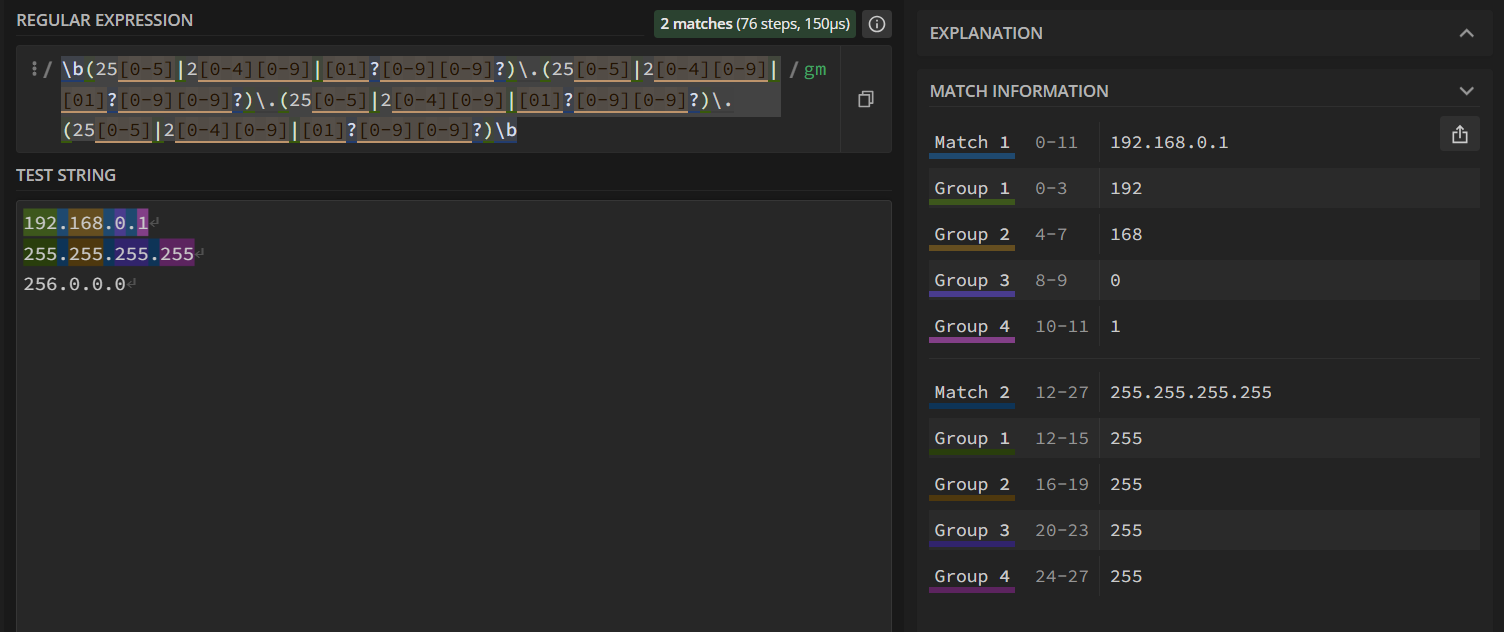 REGULAR EXPRESSION
2 matches (76 steps, 150μs)
/ \b(25[0-5]|2[0-4][0-9]|[01]?[0-9][0-9]?)\.(25[0-5]|2[0-4][0-9]| / gm
[01]?[0-9][0-9]?)\.(25[0-5]|2[0-4][0-9]|[01]?[0-9][0-9]?)\.
(25[0-5]|2[0-4][0-9]|[01]?[0-9][0-9]?)\b
TEST STRING
192.168.0.1↵
255.255.255.255↵
256.0.0.0↵
EXPLANATION
MATCH INFORMATION
Match 1 0-11 192.168.0.1
Group 1 0-3 192
Group 2 4-7 168
Group 3 8-9 0
Group 4 10-11 1
Match 2 12-27 255.255.255.255
Group 1 12-15 255
Group 2 16-19 255
Group 3 20-23 255
Group 4 24-27 255